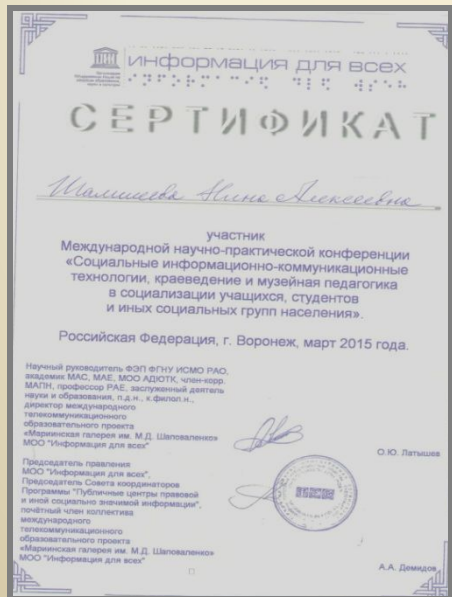 информация для всех
СЕРТИФИКАТ
Нина Алексеевна
участник
Международной научно-практической конференции
«Социальные информационно-коммуникационные
технологии, краеведение и музейная педагогика
в социализации учащихся, студентов
и иных социальных групп населения».
Российская Федерация, г. Воронеж, март 2015 года.
Научный руководитель ФЭП ФГНУ ИСМО РАО,
академик МАС, МАЕ, МОО АДЮТК, член-корр.
МАПН, профессор РАЕ, заслуженный деятель
науки и образования, п.д.н., к.филол.н.,
директор международного
телекоммуникационного
образовательного проекта
«Мариинская галерея им. М.Д. Шаповаленко»
МОО "Информация для всех"
О.Ю. Латышев
Председатель правления
МОО "Информация для всех",
Председатель Совета координаторов
Программы "Публичные центры правовой
и иной социально значимой информации",
почётный член коллектива
международного
телекоммуникационного
образовательного проекта
«Мариинская галерея им. М.Д. Шаповаленко»
МОО "Информация для всех"
А.А. Демидов